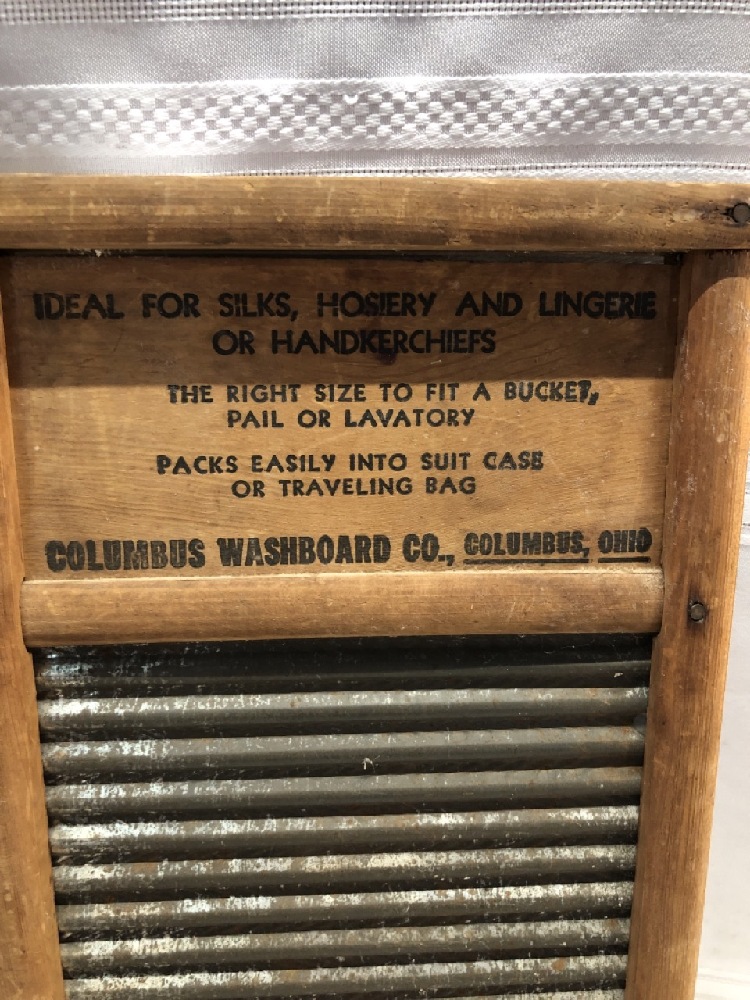 IDEAL FOR SILKS, HOSIERY AND LINGERIE
OR HANDKERCHIEFS
THE RIGHT SIZE TO FIT A BUCKET,
PAIL OR LAVATORY
PACKS EASILY INTO SUIT CASE
OR TRAVELING BAG
COLUMBUS WASHBOARD CO., COLUMBUS, OHIO